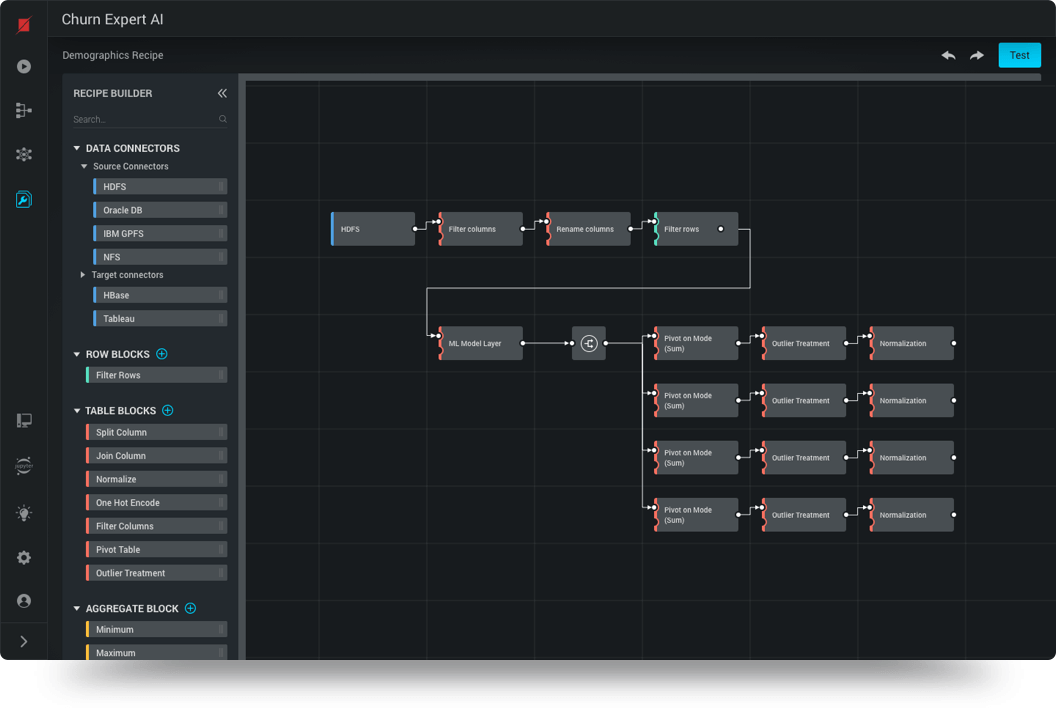 Churn Expert AI
Demographics Recipe
Test
RECIPE BUILDER
Search...
DATA CONNECTORS
Source Connectors
HDFS
Oracle DB
IBM GPFS
NFS
Target connectors
HBase
Tableau
ROW BLOCKS
Filter Rows
TABLE BLOCKS
Split Column
Join Column
Normalize
One Hot Encode
Filter Columns
Pivot Table
Outlier Treatment
AGGREGATE BLOCK
Minimum
Maximum
jupyter
HDFS
Filter columns
Rename columns
Filter rows
ML Model Layer
Pivot on Mode
(Sum)
Outlier Treatment
Normalization
Pivot on Mode
(Sum)
Outlier Treatment
Normalization
Pivot on Mode
(Sum)
Outlier Treatment
Normalization
Pivot on Mode
(Sum)
Outlier Treatment
Normalization